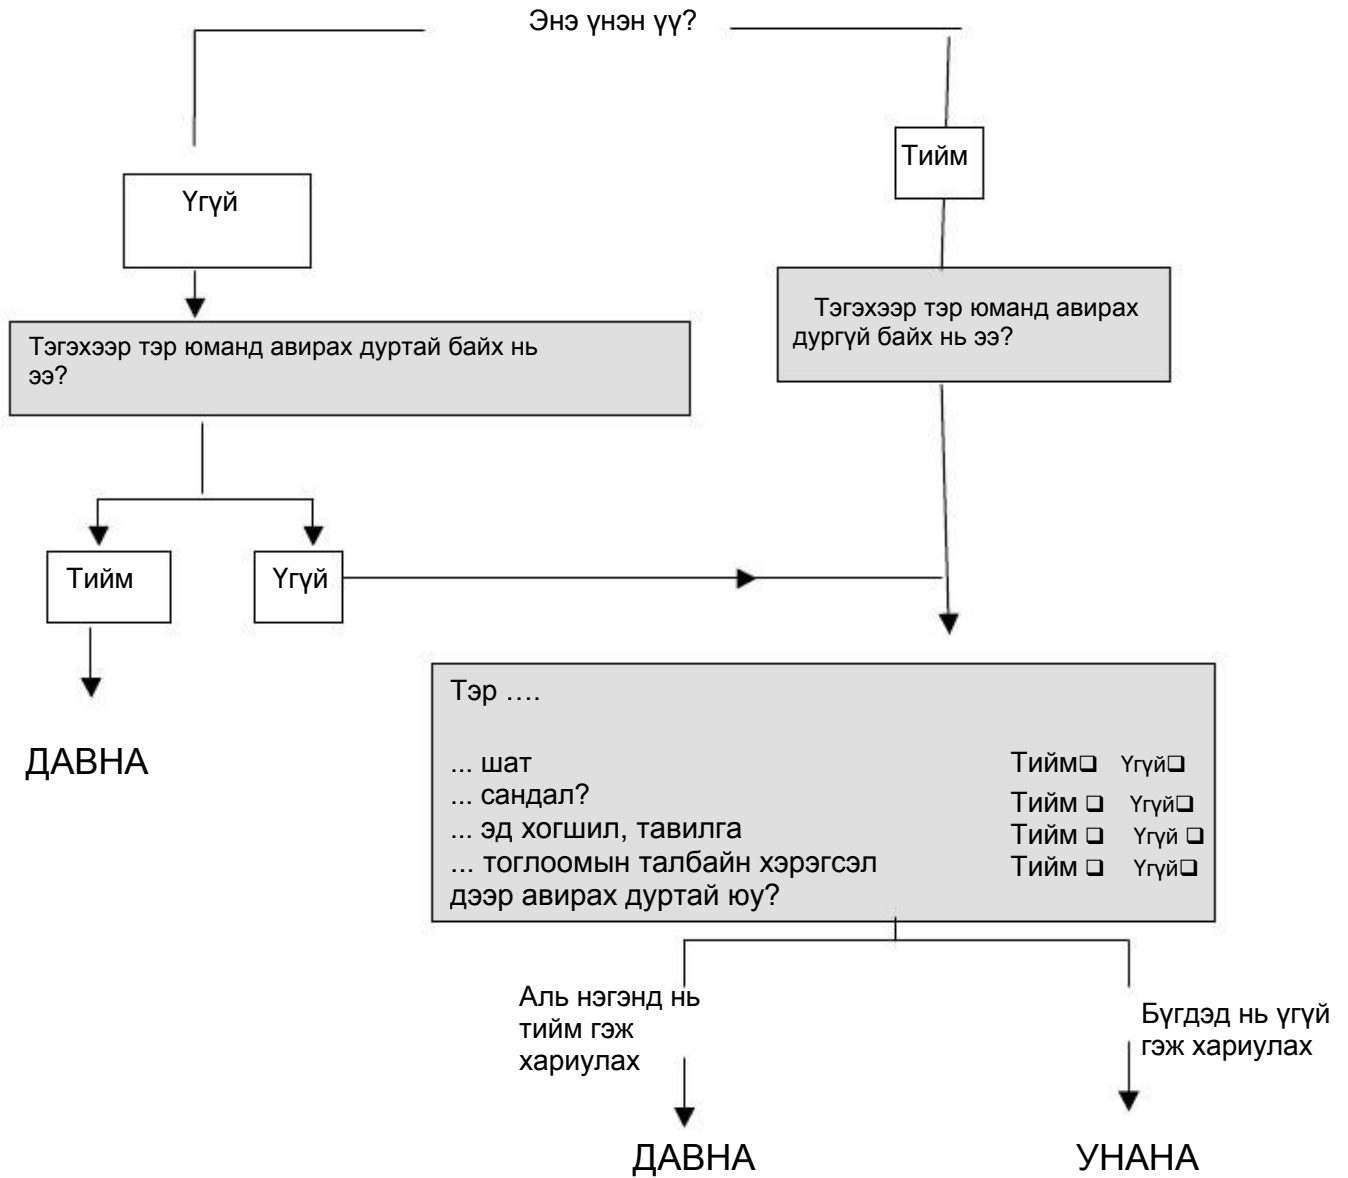 Энэ үнэн үү?
Тийм
Үгүй
Тэгэхээр тэр юманд авирах
дургүй байх нь ээ?
Тэгэхээр тэр юманд авирах дуртай байх нь
ээ?
Тийм
Үгүй
ДАВНА
Тэр ….
... шат Тийм❑ Үгүй❑
... сандал? Тийм ❑ Үгүй❑
... эд хогшил, тавилга Тийм ❑ Үгүй ❑
... тоглоомын талбайн хэрэгсэл Тийм ❑ Үгүй❑
дээр авирах дуртай юу?
Аль нэгэнд нь
тийм гэж
хариулах
Бүгдэд нь үгүй
гэж хариулах
ДАВНА
УНАНА